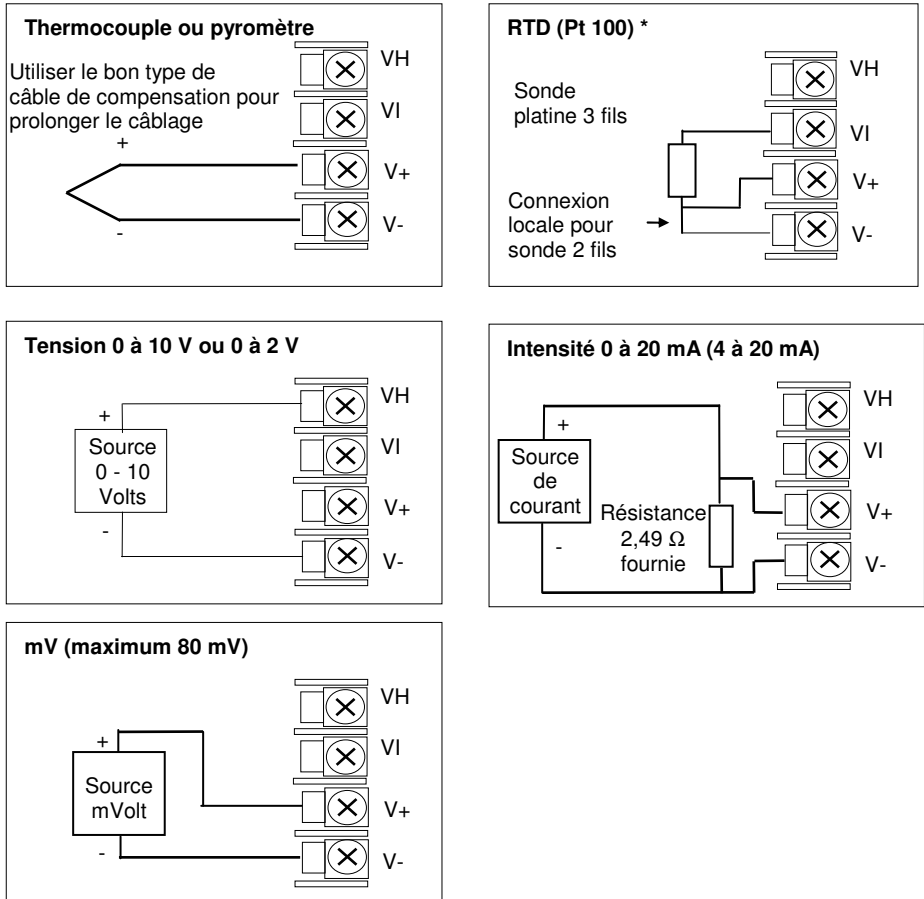 Thermocouple ou pyromètre
Utiliser le bon type de
câble de compensation pour
prolonger le câblage
+
-
VH
VI
V+
V-
RTD (Pt 100) *
Sonde
platine 3 fils
Connexion
locale pour
sonde 2 fils
VH
VI
V+
V-
Tension 0 à 10 V ou 0 à 2 V
+
Source
0 - 10
Volts
-
VH
VI
V+
V-
Intensité 0 à 20 mA (4 à 20 mA)
+
Source
de
courant
-
Résistance
2,49 Ω
fournie
VH
VI
V+
V-
mV (maximum 80 mV)
+
Source
mVolt
-
VH
VI
V+
V-